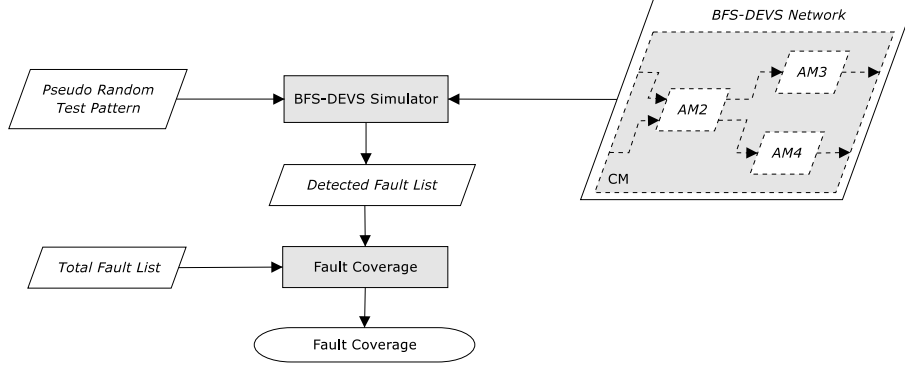 BFS-DEVS Network
Pseudo Random
Test Pattern
BFS-DEVS Simulator
AM3
AM2
AM4
CM
Detected Fault List
Total Fault List
Fault Coverage
Fault Coverage